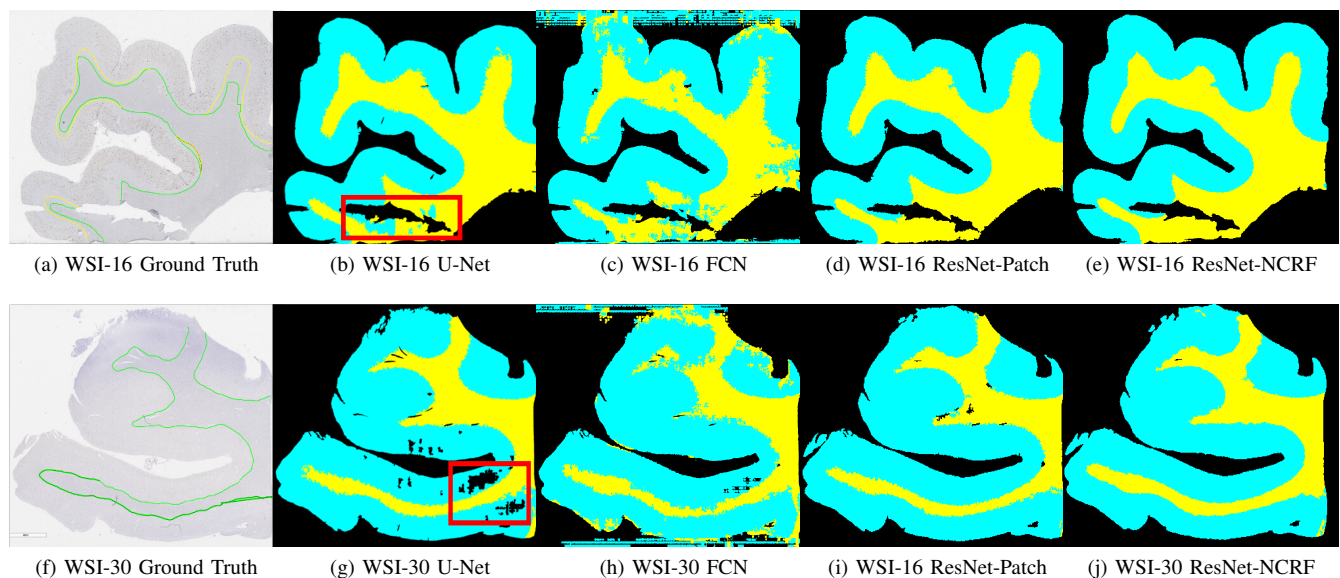 (a) WSI-16 Ground Truth
(b) WSI-16 U-Net
(c) WSI-16 FCN
(d) WSI-16 ResNet-Patch
(e) WSI-16 ResNet-NCRF
(f) WSI-30 Ground Truth
(g) WSI-30 U-Net
(h) WSI-30 FCN
(i) WSI-16 ResNet-Patch
(j) WSI-30 ResNet-NCRF